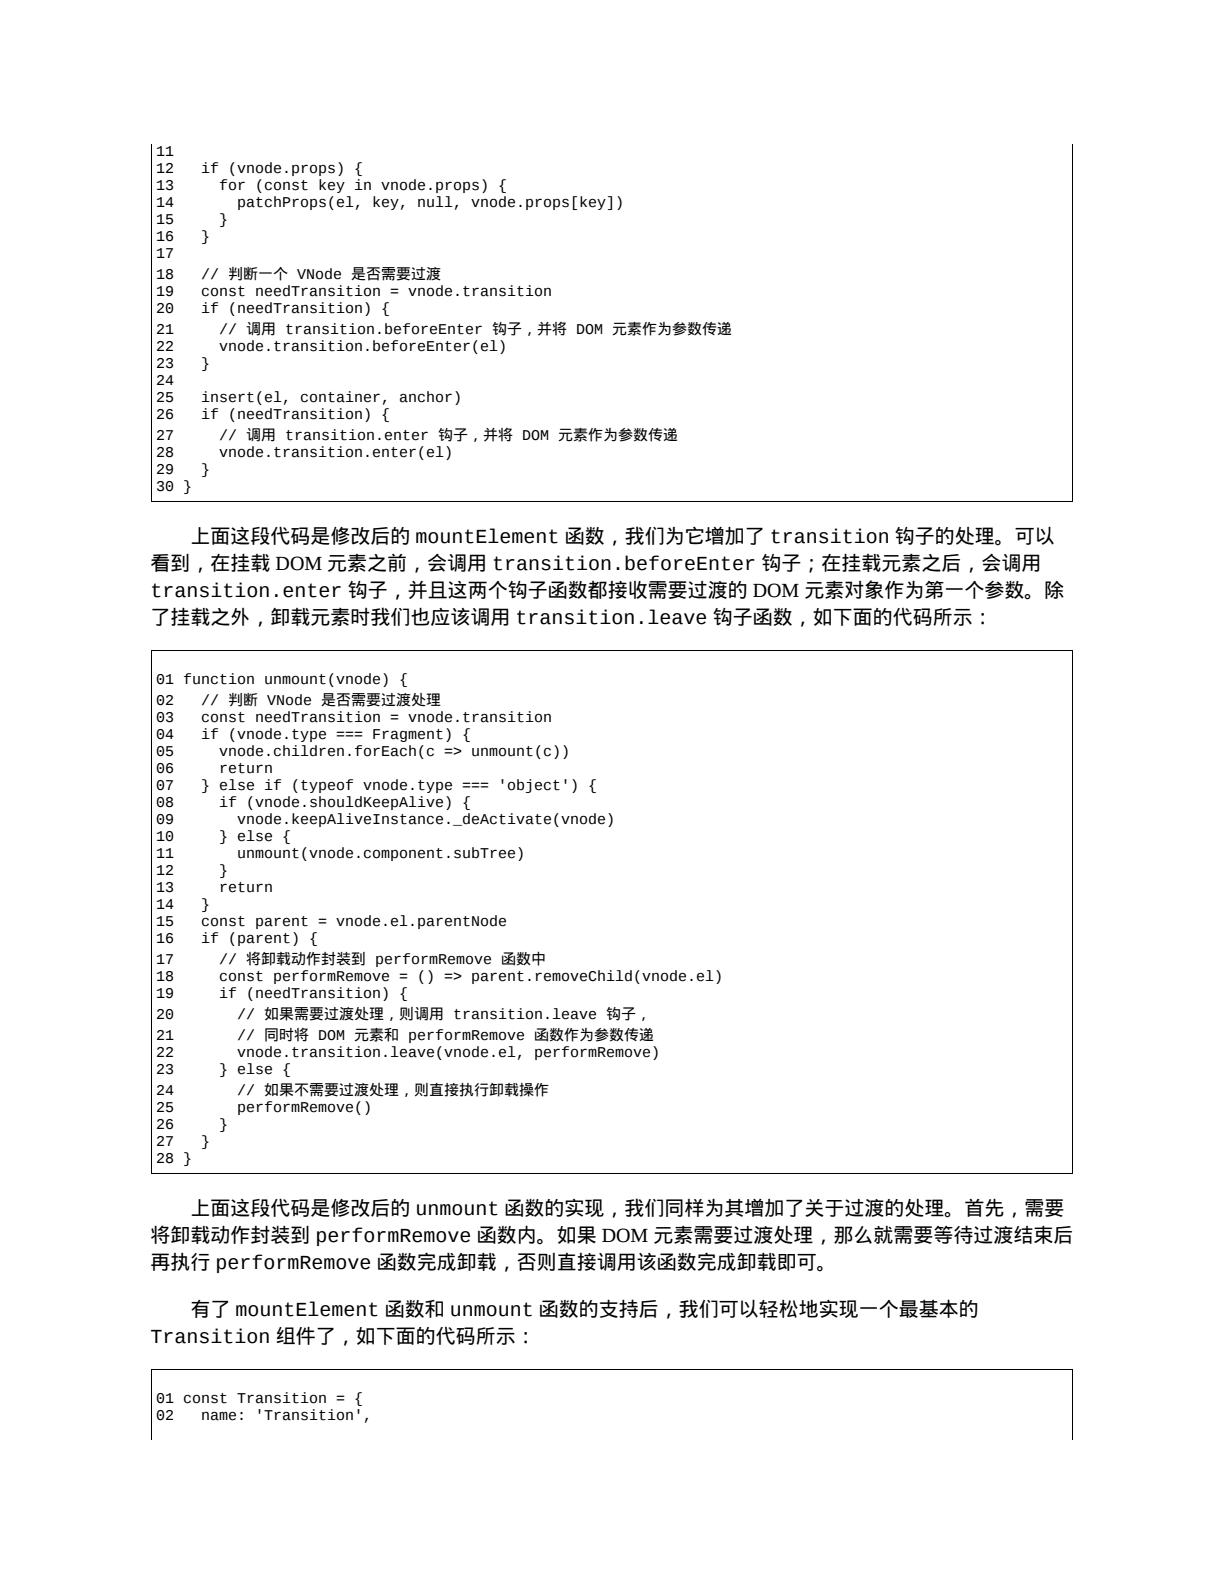 11
12   if (vnode.props) {
13     for (const key in vnode.props) {
14       patchProps(el, key, null, vnode.props[key])
15     }
16   }
17
18   // 判断一个 VNode 是否需要过渡
19   const needTransition = vnode.transition
20   if (needTransition) {
21     // 调用 transition.beforeEnter 钩子，并将 DOM 元素作为参数传递
22     vnode.transition.beforeEnter(el)
23   }
24
25   insert(el, container, anchor)
26   if (needTransition) {
27     // 调用 transition.enter 钩子，并将 DOM 元素作为参数传递
28     vnode.transition.enter(el)
29   }
30 }
上面这段代码是修改后的 mountElement 函数，我们为它增加了 transition 钩子的处理。可以
看到，在挂载 DOM 元素之前，会调用 transition.beforeEnter 钩子；在挂载元素之后，会调用
transition.enter 钩子，并且这两个钩子函数都接收需要过渡的 DOM 元素对象作为第一个参数。除
了挂载之外，卸载元素时我们也应该调用 transition.leave 钩子函数，如下面的代码所示：
01 function unmount(vnode) {
02   // 判断 VNode 是否需要过渡处理
03   const needTransition = vnode.transition
04   if (vnode.type === Fragment) {
05     vnode.children.forEach(c => unmount(c))
06     return
07   } else if (typeof vnode.type === 'object') {
08     if (vnode.shouldKeepAlive) {
09       vnode.keepAliveInstance._deActivate(vnode)
10     } else {
11       unmount(vnode.component.subTree)
12     }
13     return
14   }
15   const parent = vnode.el.parentNode
16   if (parent) {
17     // 将卸载动作封装到 performRemove 函数中
18     const performRemove = () => parent.removeChild(vnode.el)
19     if (needTransition) {
20       // 如果需要过渡处理，则调用 transition.leave 钩子，
21       // 同时将 DOM 元素和 performRemove 函数作为参数传递
22       vnode.transition.leave(vnode.el, performRemove)
23     } else {
24       // 如果不需要过渡处理，则直接执行卸载操作
25       performRemove()
26     }
27   }
28 }
上面这段代码是修改后的 unmount 函数的实现，我们同样为其增加了关于过渡的处理。首先，需要
将卸载动作封装到 performRemove 函数内。如果 DOM 元素需要过渡处理，那么就需要等待过渡结束后
再执行 performRemove 函数完成卸载，否则直接调用该函数完成卸载即可。
有了 mountElement 函数和 unmount 函数的支持后，我们可以轻松地实现一个最基本的
Transition 组件了，如下面的代码所示：
01 const Transition = {
02   name: 'Transition',